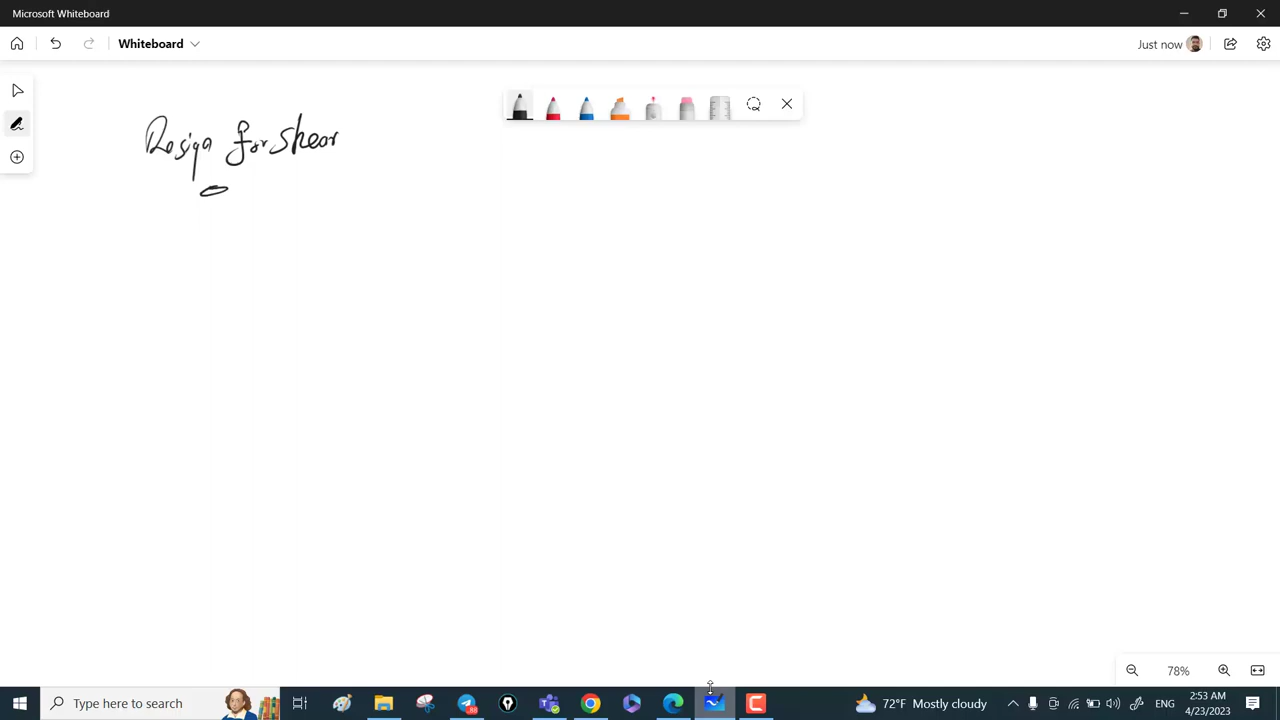 Microsoft Whiteboard
Whiteboard
Just now
Design for Shear
78%
Type here to search
72°F Mostly cloudy
ENG
2:53 AM
4/23/2023